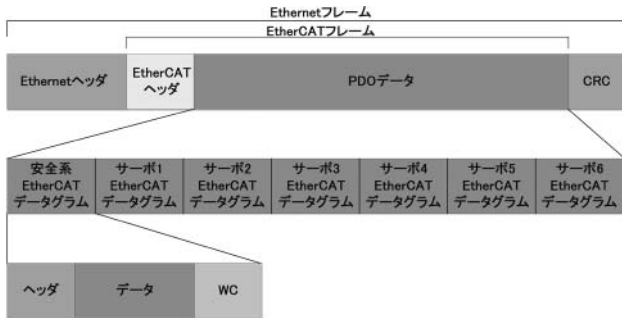 Ethernetフレーム
EtherCATフレーム
Ethernetヘッダ
EtherCAT
ヘッダ
PDOデータ
CRC
安全系
EtherCAT
データグラム
サーボ1
EtherCAT
データグラム
サーボ2
EtherCAT
データグラム
サーボ3
EtherCAT
データグラム
サーボ4
EtherCAT
データグラム
サーボ5
EtherCAT
データグラム
サーボ6
EtherCAT
データグラム
ヘッダ
データ
WC